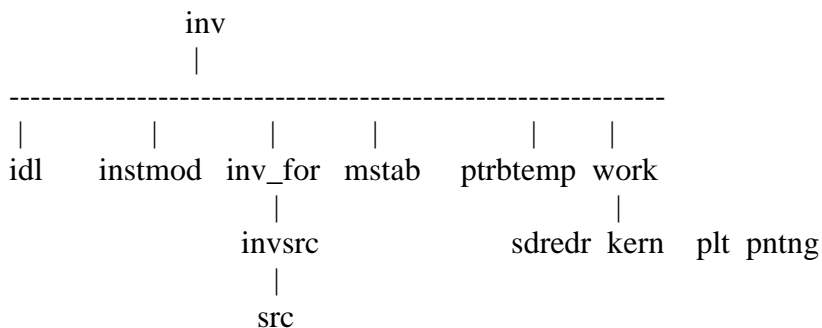 inv
|
--------------------------------------------------------------
| | | | | |
idl instmod inv_for mstab ptrbtemp work
| |
invsrc sdredr kern plt pntng
|
src